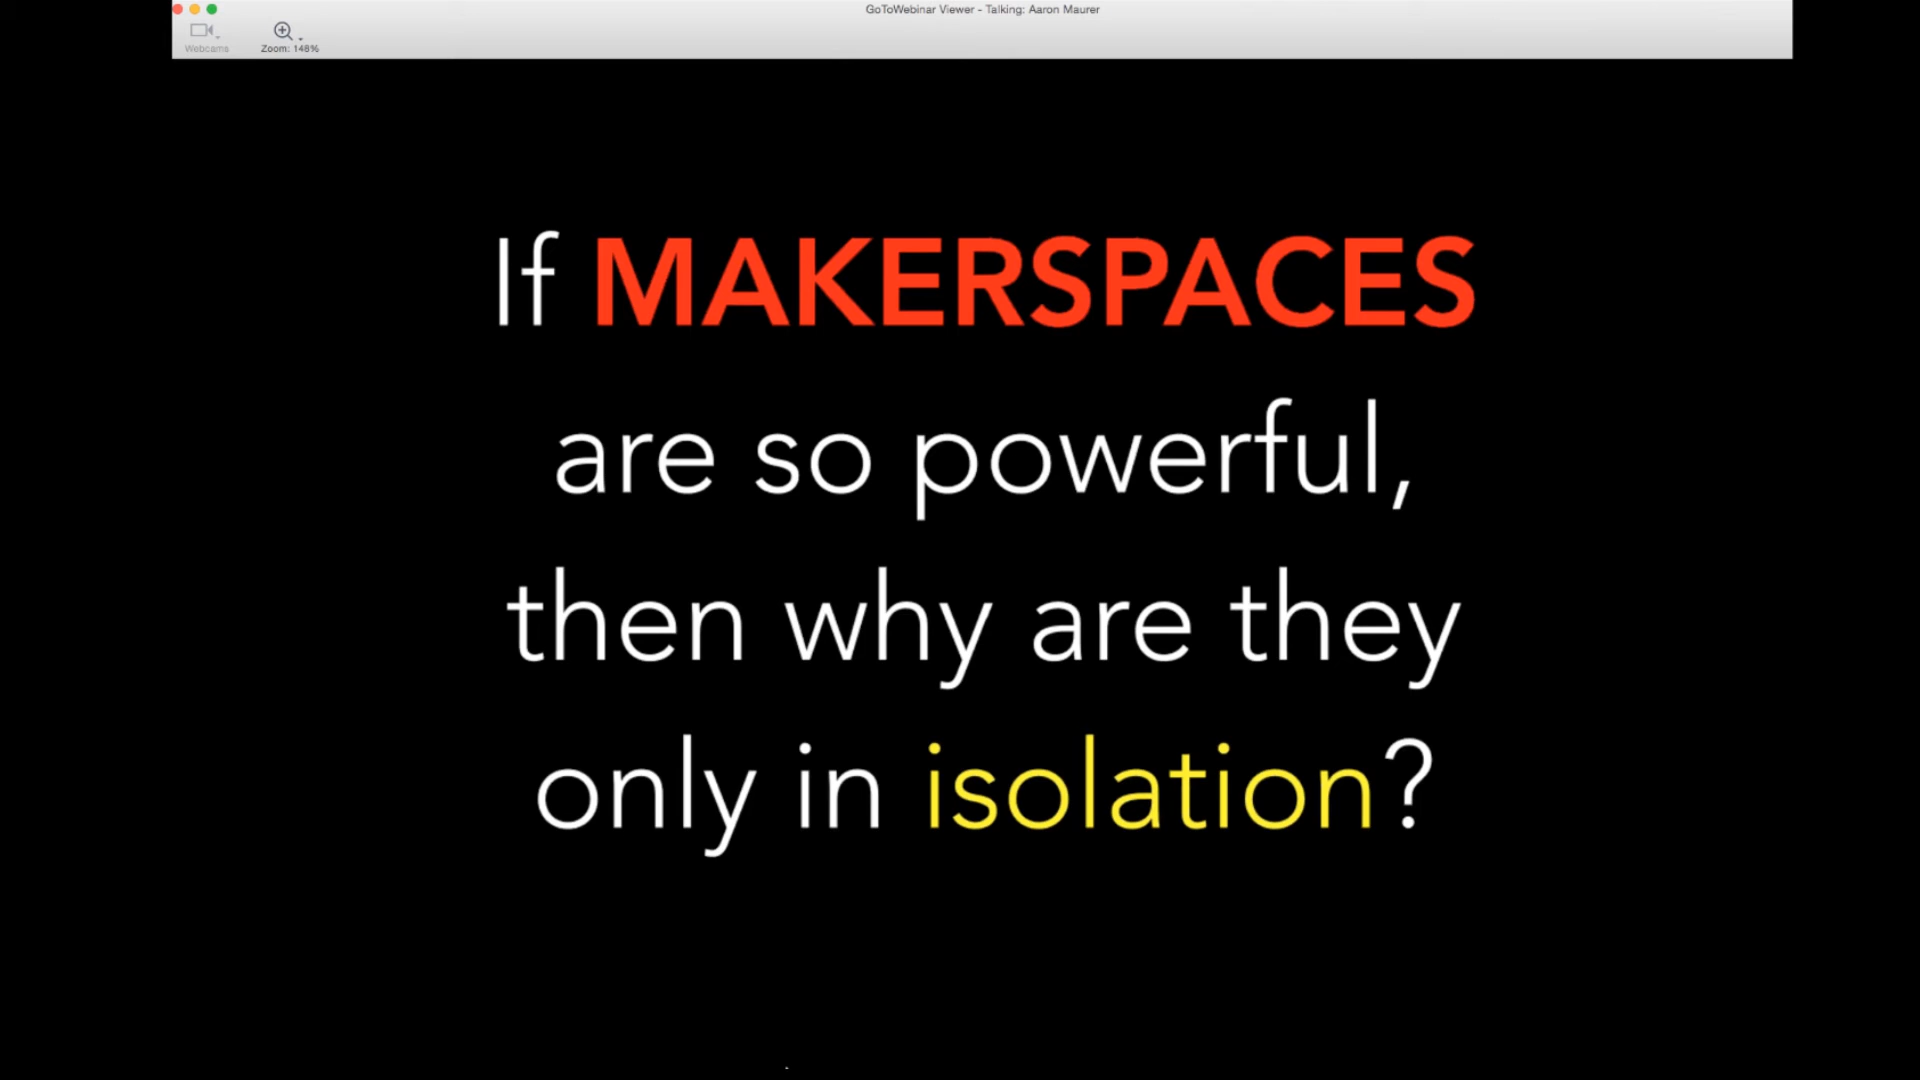 GoToWebinar Viewer - Talking: Aaron Maurer
Webcams
Zoom: 148%
If MAKERSPACES
are so powerful,
then why are they
only in isolation?